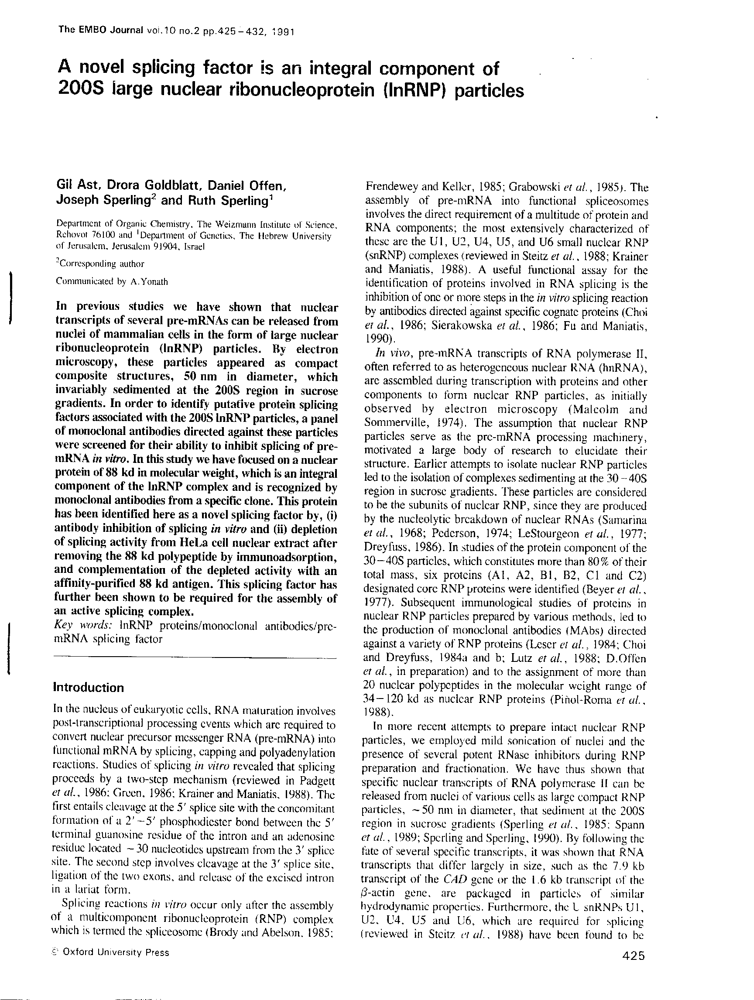 The EMBO Journal vol.10 no.2 pp.425–432, 1991
A novel splicing factor is an integral component of
200S large nuclear ribonucleoprotein (lnRNP) particles
Gil Ast, Drora Goldblatt, Daniel Offen,
Joseph Sperling² and Ruth Sperling¹
Department of Organic Chemistry, The Weizmann Institute of Science,
Rehovot 76100 and ¹Department of Genetics, The Hebrew University
of Jerusalem, Jerusalem 91904, Israel
²Corresponding author
Communicated by A.Yonath
In previous studies we have shown that nuclear
transcripts of several pre-mRNAs can be released from
nuclei of mammalian cells in the form of large nuclear
ribonucleoprotein (lnRNP) particles. By electron
microscopy, these particles appeared as compact
composite structures, 50 nm in diameter, which
invariably sedimented at the 200S region in sucrose
gradients. In order to identify putative protein splicing
factors associated with the 200S lnRNP particles, a panel
of monoclonal antibodies directed against these particles
were screened for their ability to inhibit splicing of pre-
mRNA in vitro. In this study we have focused on a nuclear
protein of 88 kd in molecular weight, which is an integral
component of the lnRNP complex and is recognized by
monoclonal antibodies from a specific clone. This protein
has been identified here as a novel splicing factor by, (i)
antibody inhibition of splicing in vitro and (ii) depletion
of splicing activity from HeLa cell nuclear extract after
removing the 88 kd polypeptide by immunoadsorption,
and complementation of the depleted activity with an
affinity-purified 88 kd antigen. This splicing factor has
further been shown to be required for the assembly of
an active splicing complex.
Key words: lnRNP proteins/monoclonal antibodies/pre-
mRNA splicing factor
Introduction
In the nucleus of eukaryotic cells, RNA maturation involves
post-transcriptional processing events which are required to
convert nuclear precursor messenger RNA (pre-mRNA) into
functional mRNA by splicing, capping and polyadenylation
reactions. Studies of splicing in vitro revealed that splicing
proceeds by a two-step mechanism (reviewed in Padgett
et al., 1986; Green, 1986; Krainer and Maniatis, 1988). The
first entails cleavage at the 5' splice site with the concomitant
formation of a 2'–5' phosphodiester bond between the 5'
terminal guanosine residue of the intron and an adenosine
residue located ~30 nucleotides upstream from the 3' splice
site. The second step involves cleavage at the 3' splice site,
ligation of the two exons, and release of the excised intron
in a lariat form.
Splicing reactions in vitro occur only after the assembly
of a multicomponent ribonucleoprotein (RNP) complex
which is termed the spliceosome (Brody and Abelson, 1985;
© Oxford University Press
Frendewey and Keller, 1985; Grabowski et al., 1985). The
assembly of pre-mRNA into functional spliceosomes
involves the direct requirement of a multitude of protein and
RNA components; the most extensively characterized of
these are the U1, U2, U4, U5, and U6 small nuclear RNP
(snRNP) complexes (reviewed in Steitz et al., 1988; Krainer
and Maniatis, 1988). A useful functional assay for the
identification of proteins involved in RNA splicing is the
inhibition of one or more steps in the in vitro splicing reaction
by antibodies directed against specific cognate proteins (Choi
et al., 1986; Sierakowska et al., 1986; Fu and Maniatis,
1990).
In vivo, pre-mRNA transcripts of RNA polymerase II,
often referred to as heterogeneous nuclear RNA (hnRNA),
are assembled during transcription with proteins and other
components to form nuclear RNP particles, as initially
observed by electron microscopy (Malcolm and
Sommerville, 1974). The assumption that nuclear RNP
particles serve as the pre-mRNA processing machinery,
motivated a large body of research to elucidate their
structure. Earlier attempts to isolate nuclear RNP particles
led to the isolation of complexes sedimenting at the 30–40S
region in sucrose gradients. These particles are considered
to be the subunits of nuclear RNP, since they are produced
by the nucleolytic breakdown of nuclear RNAs (Samarina
et al., 1968; Pederson, 1974; LeStourgeon et al., 1977;
Dreyfuss, 1986). In studies of the protein component of the
30–40S particles, which constitutes more than 80% of their
total mass, six proteins (A1, A2, B1, B2, C1 and C2)
designated core RNP proteins were identified (Beyer et al.,
1977). Subsequent immunological studies of proteins in
nuclear RNP particles prepared by various methods, led to
the production of monoclonal antibodies (MAbs) directed
against a variety of RNP proteins (Leser et al., 1984; Choi
and Dreyfuss, 1984a and b; Lutz et al., 1988; D.Offen
et al., in preparation) and to the assignment of more than
20 nuclear polypeptides in the molecular weight range of
34–120 kd as nuclear RNP proteins (Piñol-Roma et al.,
1988).
In more recent attempts to prepare intact nuclear RNP
particles, we employed mild sonication of nuclei and the
presence of several potent RNase inhibitors during RNP
preparation and fractionation. We have thus shown that
specific nuclear transcripts of RNA polymerase II can be
released from nuclei of various cells as large compact RNP
particles, ~50 nm in diameter, that sediment at the 200S
region in sucrose gradients (Sperling et al., 1985; Spann
et al., 1989; Sperling and Sperling, 1990). By following the
fate of several specific transcripts, it was shown that RNA
transcripts that differ largely in size, such as the 7.9 kb
transcript of the CAD gene or the 1.6 kb transcript of the
β-actin gene, are packaged in particles of similar
hydrodynamic properties. Furthermore, the U snRNPs U1,
U2, U4, U5 and U6, which are required for splicing
(reviewed in Steitz et al., 1988) have been found to be
425